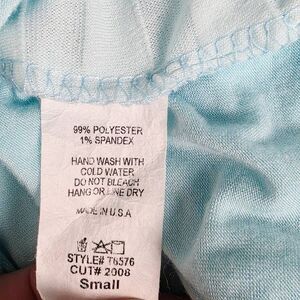 99% POLYESTER
1% SPANDEX
HAND WASH WITH
COLD WATER
DO NOT BLEACH
HANG OR LINE DRY
MADE IN U.S.A
STYLE# T6576
CUT# 2008
Small